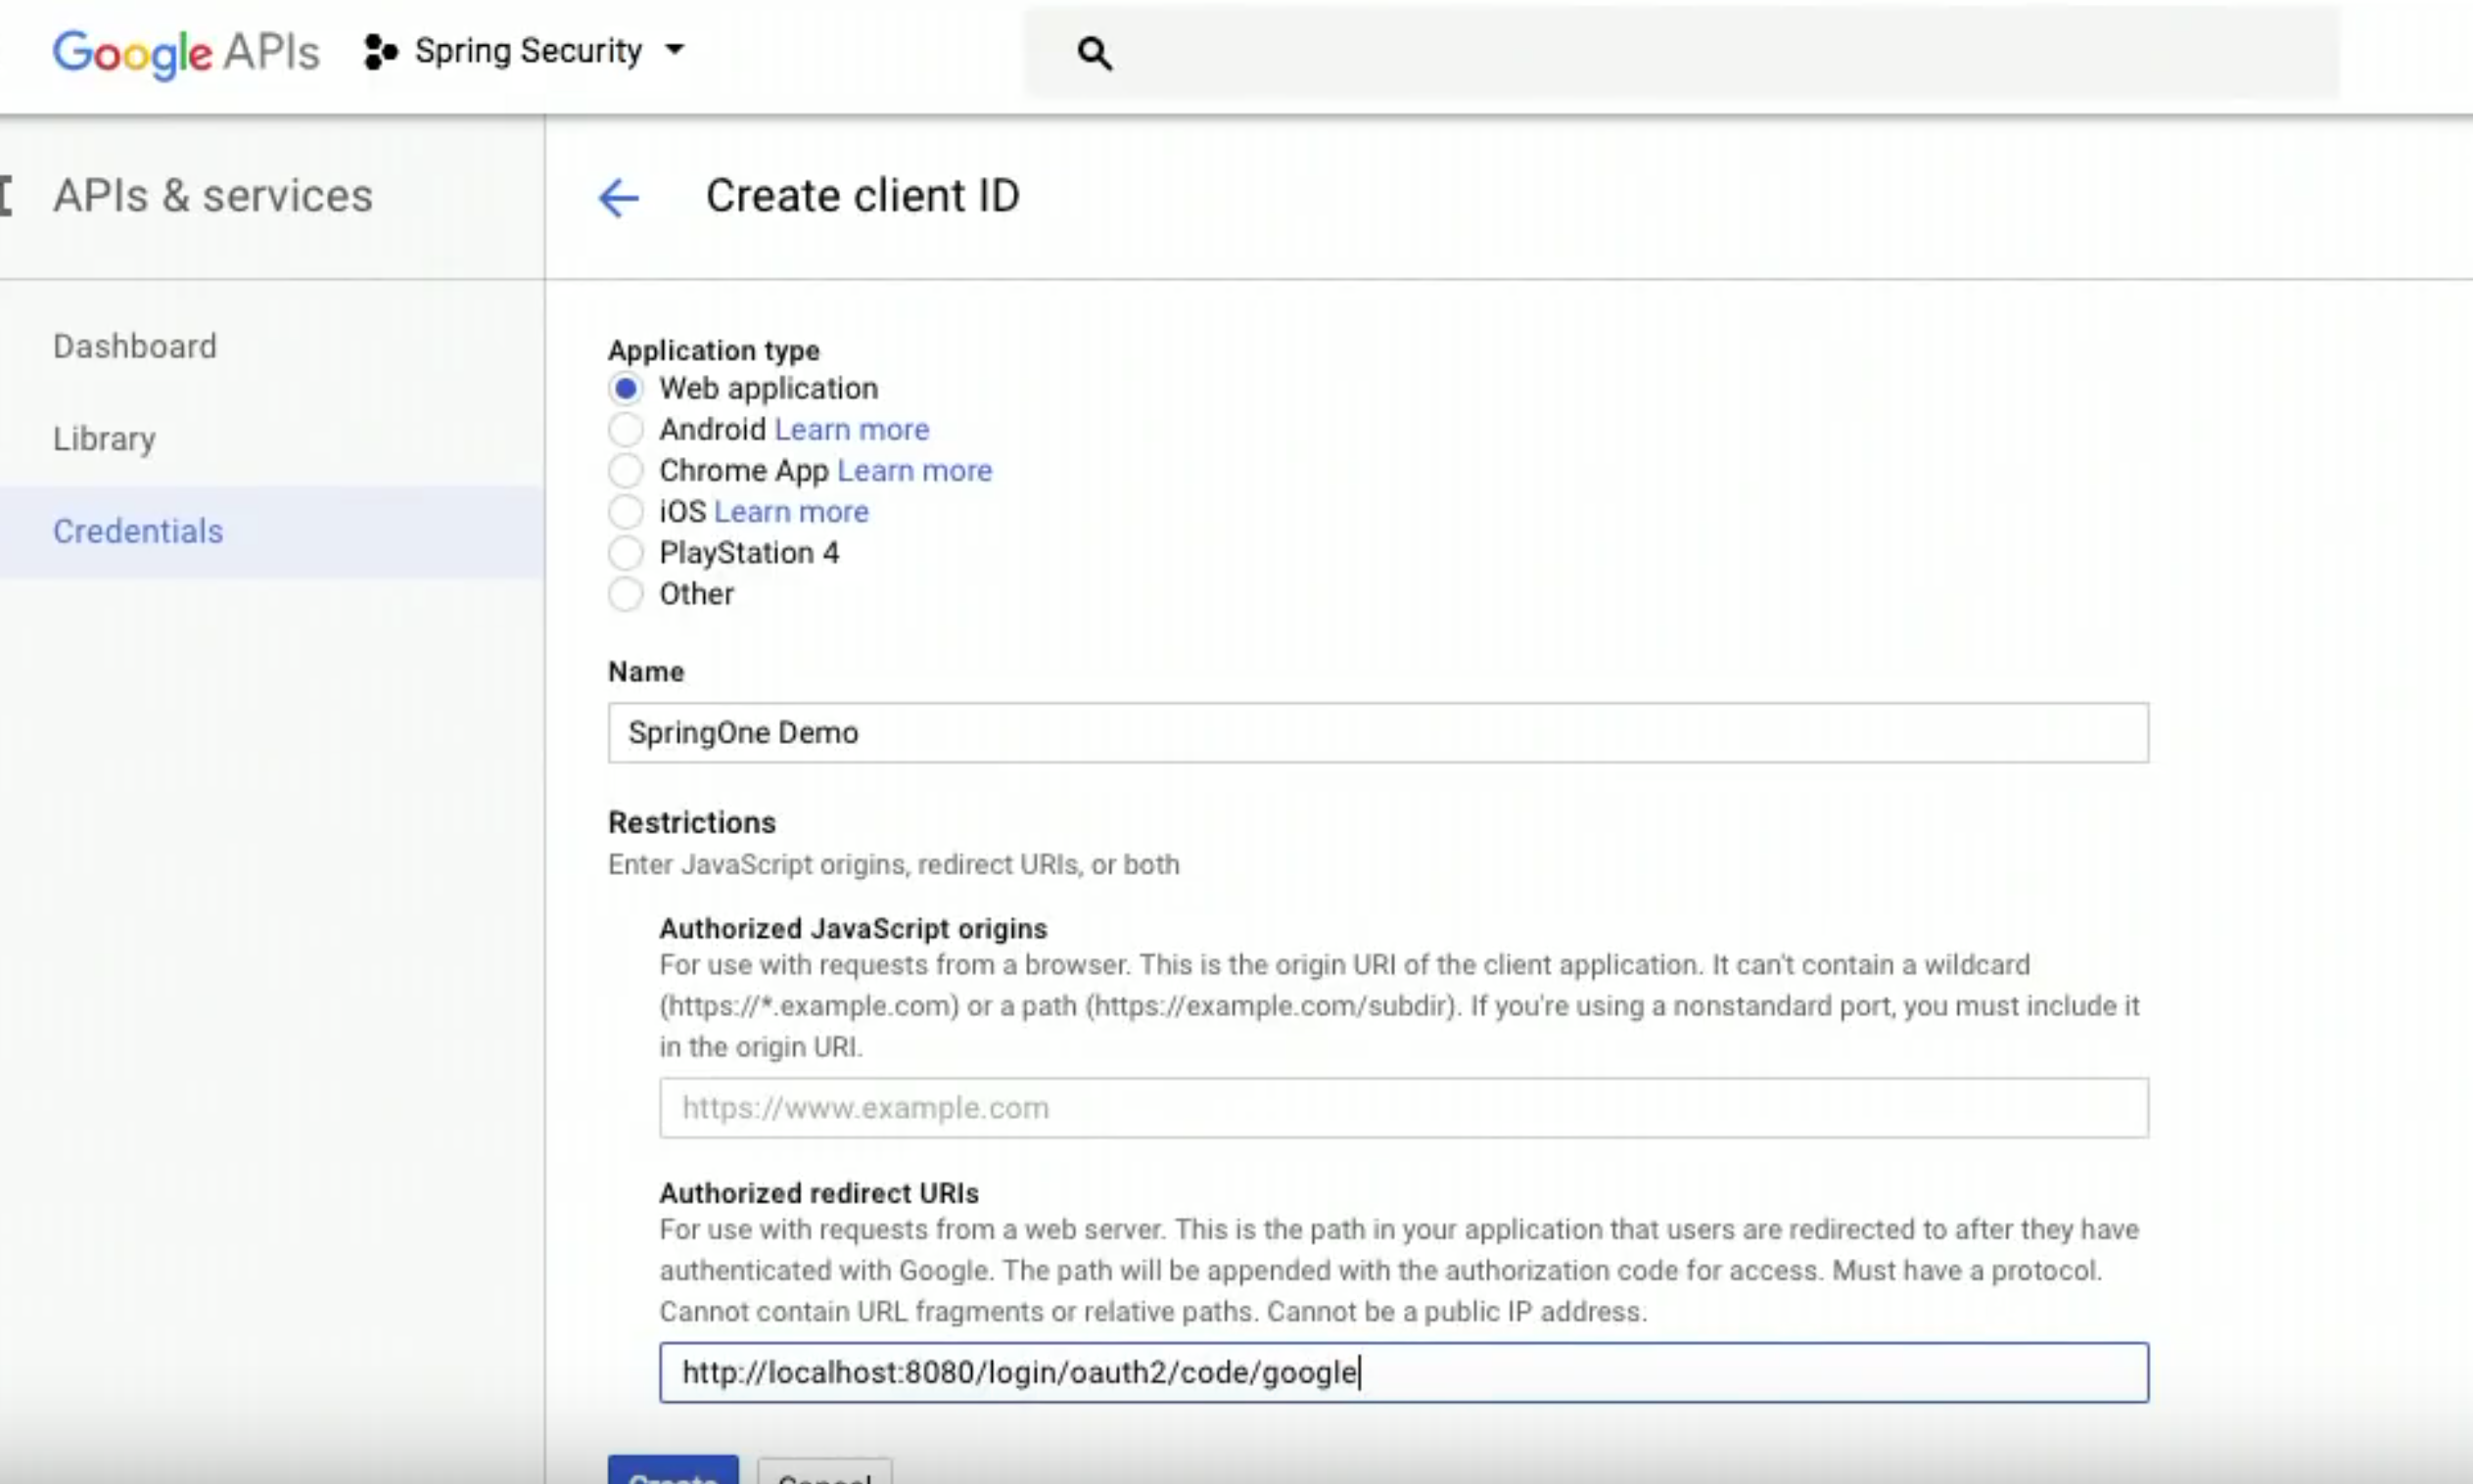 Google APIs
Spring Security
APIs & services
Create client ID
Dashboard
Library
Credentials
Application type
Web application
Android Learn more
Chrome App Learn more
iOS Learn more
PlayStation 4
Other
Name
SpringOne Demo
Restrictions
Enter JavaScript origins, redirect URIs, or both
Authorized JavaScript origins
For use with requests from a browser. This is the origin URI of the client application. It can't contain a wildcard
(https://*.example.com) or a path (https://example.com/subdir). If you're using a nonstandard port, you must include it
in the origin URI.
https://www.example.com
Authorized redirect URIs
For use with requests from a web server. This is the path in your application that users are redirected to after they have
authenticated with Google. The path will be appended with the authorization code for access. Must have a protocol.
Cannot contain URL fragments or relative paths. Cannot be a public IP address.
http://localhost:8080/login/oauth2/code/google
Create
Cancel